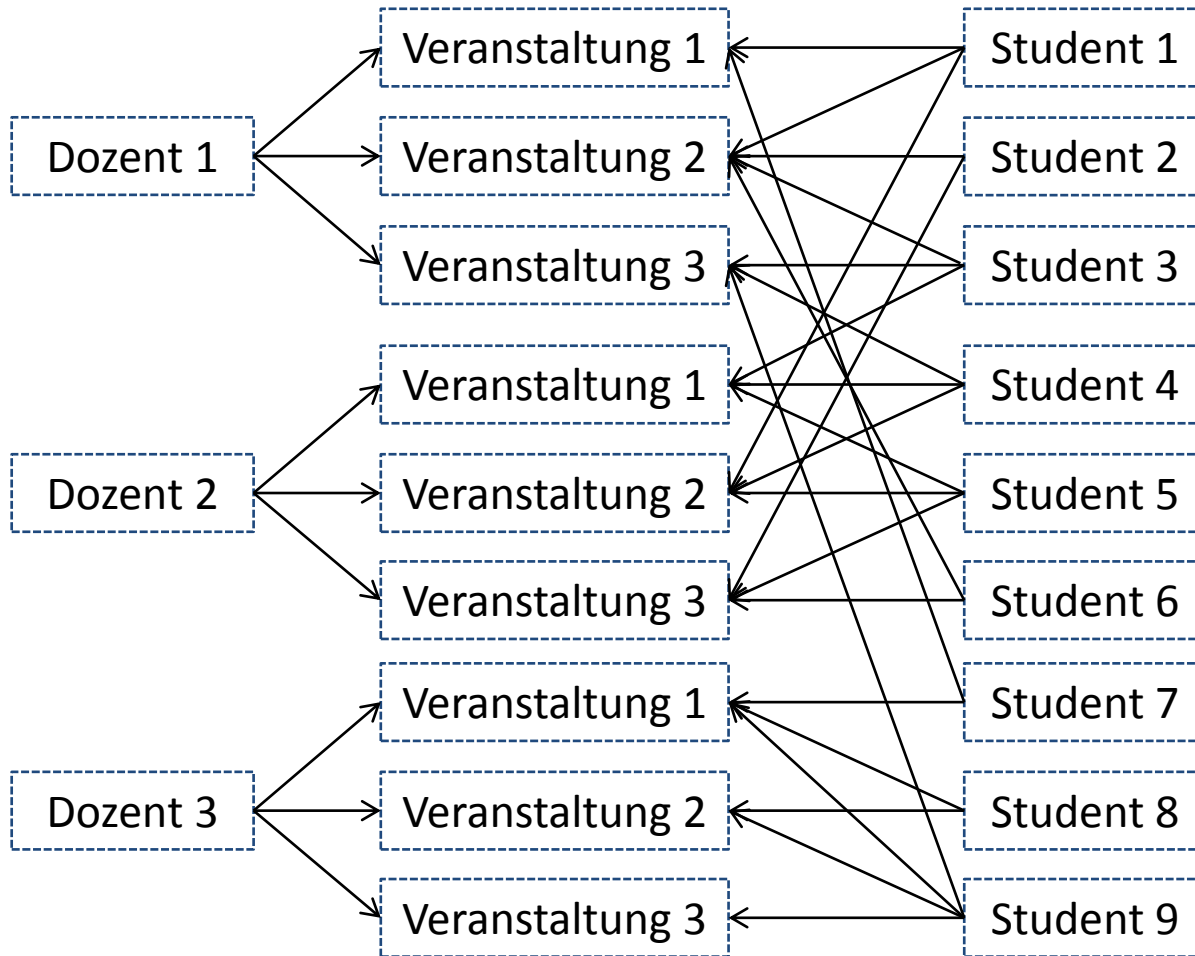 Veranstaltung 1
Student 1
Dozent 1
Veranstaltung 2
Student 2
Veranstaltung 3
Student 3
Veranstaltung 1
Student 4
Dozent 2
Veranstaltung 2
Student 5
Veranstaltung 3
Student 6
Veranstaltung 1
Student 7
Dozent 3
Veranstaltung 2
Student 8
Veranstaltung 3
Student 9